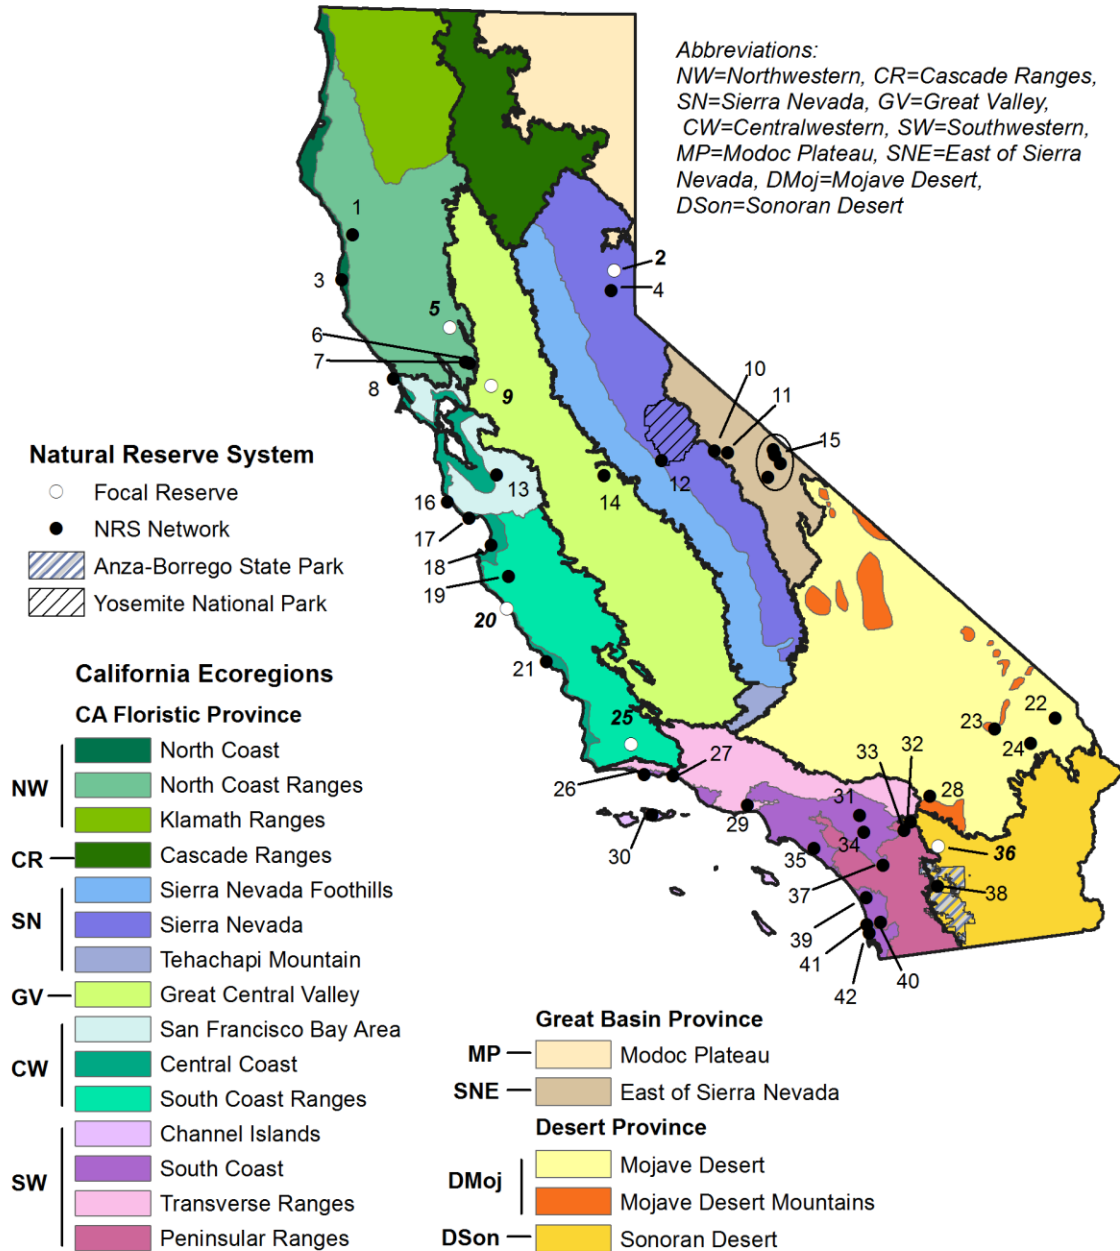 Abbreviations:
NW=Northwestern, CR=Cascade Ranges,
SN=Sierra Nevada, GV=Great Valley,
CW=Centralwestern, SW=Southwestern,
MP=Modoc Plateau, SNE=East of Sierra
Nevada, DMoj=Mojave Desert,
DSon=Sonoran Desert
1
2
3
4
5
6
7
8
9
10
11
15
12
13
14
16
17
18
19
20
21
22
23
24
25
26
27
28
29
30
31
32
33
34
35
36
37
38
39
40
41
42
Natural Reserve System
Focal Reserve
NRS Network
Anza-Borrego State Park
Yosemite National Park
California Ecoregions
CA Floristic Province
NW
North Coast
North Coast Ranges
Klamath Ranges
CR
Cascade Ranges
SN
Sierra Nevada Foothills
Sierra Nevada
Tehachapi Mountain
GV
Great Central Valley
CW
San Francisco Bay Area
Central Coast
South Coast Ranges
SW
Channel Islands
South Coast
Transverse Ranges
Peninsular Ranges
Great Basin Province
MP
Modoc Plateau
SNE
East of Sierra Nevada
Desert Province
DMoj
Mojave Desert
Mojave Desert Mountains
DSon
Sonoran Desert